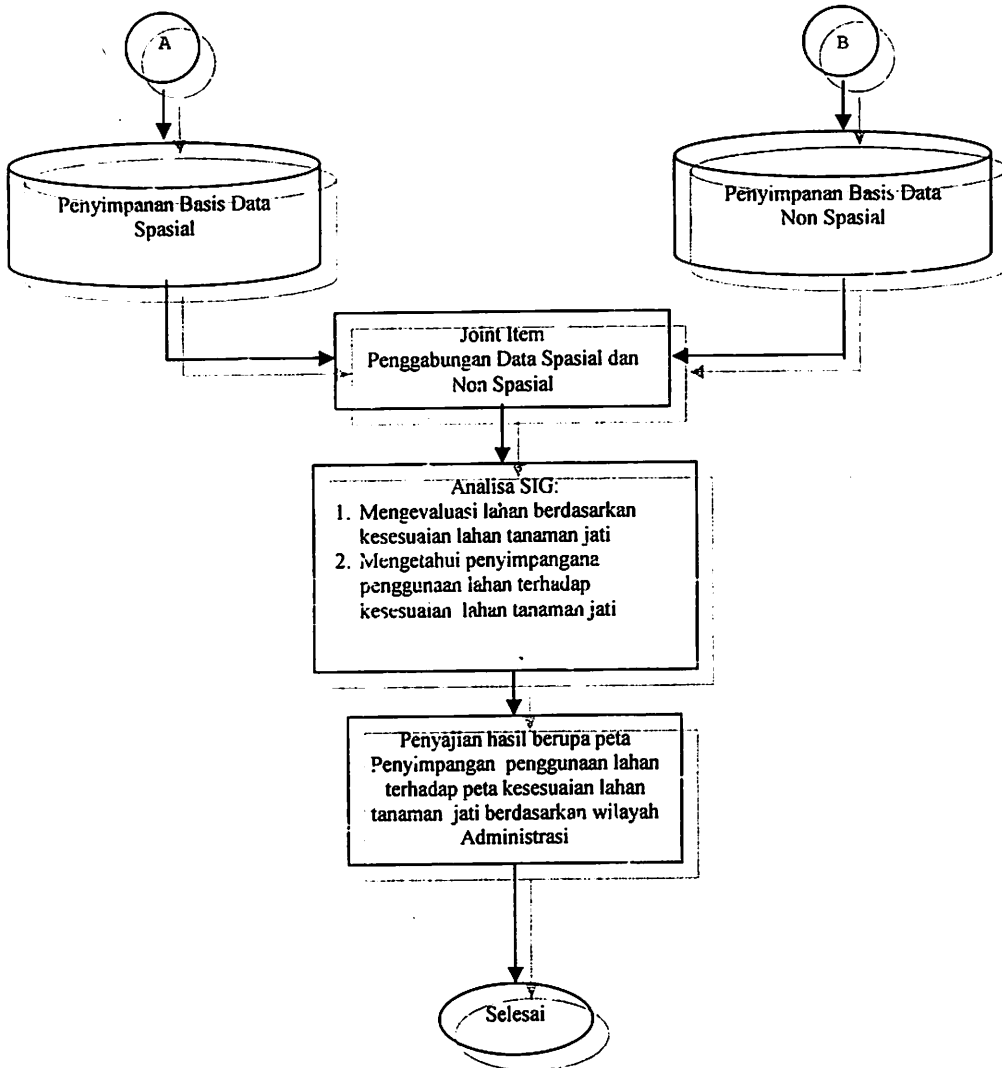 A
B
Penyimpanan Basis Data
Spasial
Penyimpanan Basis Data
Non Spasial
Joint Item
Penggabungan Data Spasial dan
Non Spasial
Analisa SIG:
1. Mengevaluasi lahan berdasarkan
kesesuaian lahan tanaman jati
2. Mengetahui penyimpangana
penggunaan lahan terhadap
kesesuaian lahan tanaman jati
Penyajian hasil berupa peta
Penyimpangan penggunaan lahan
terhadap peta kesesuaian lahan
tanaman jati berdasarkan wilayah
Administrasi
Selesai